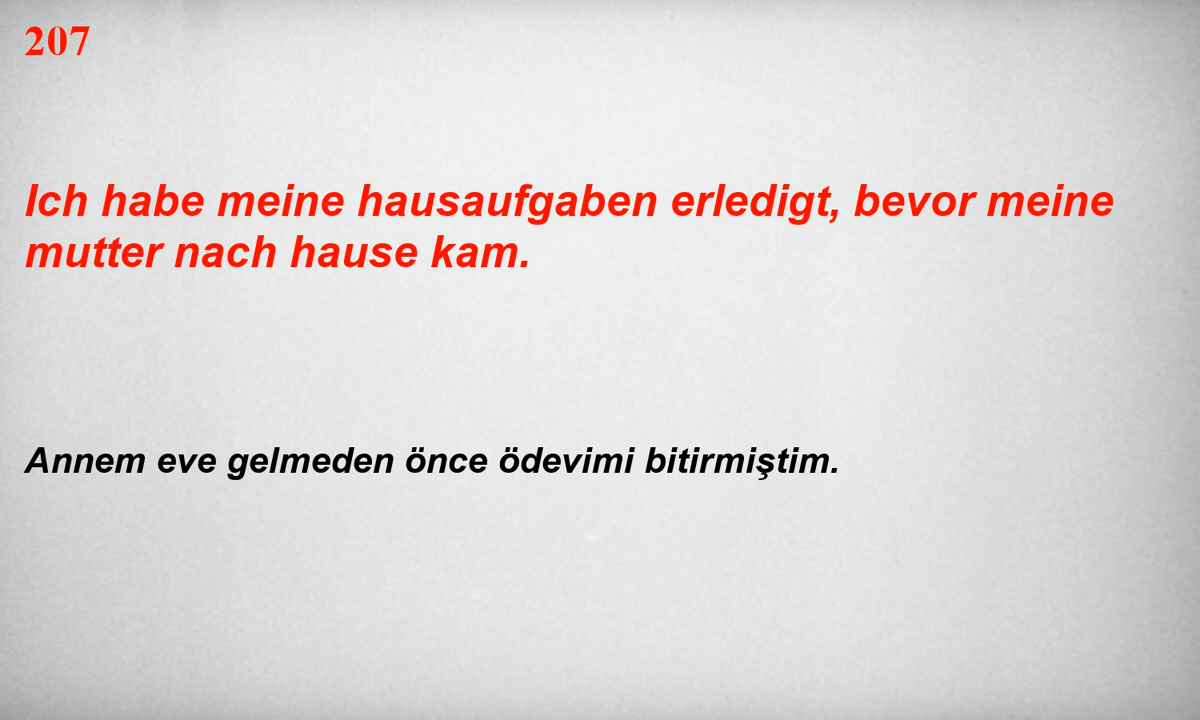 207
Ich habe meine hausaufgaben erledigt, bevor meine
mutter nach hause kam.
Annem eve gelmeden önce ödevimi bitirmiştim.